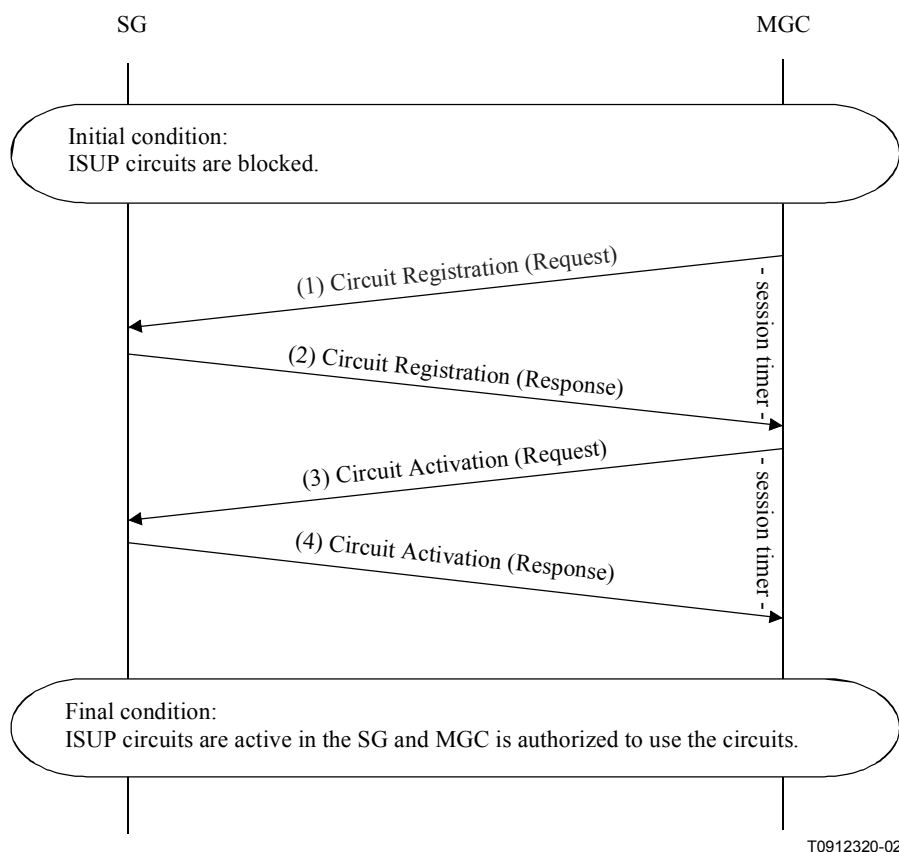 SG
MGC
Initial condition:
ISUP circuits are blocked.
(1) Circuit Registration (Request)
- session timer -
(2) Circuit Registration (Response)
(3) Circuit Activation (Request)
- session timer -
(4) Circuit Activation (Response)
Final condition:
ISUP circuits are active in the SG and MGC is authorized to use the circuits.
T0912320-02